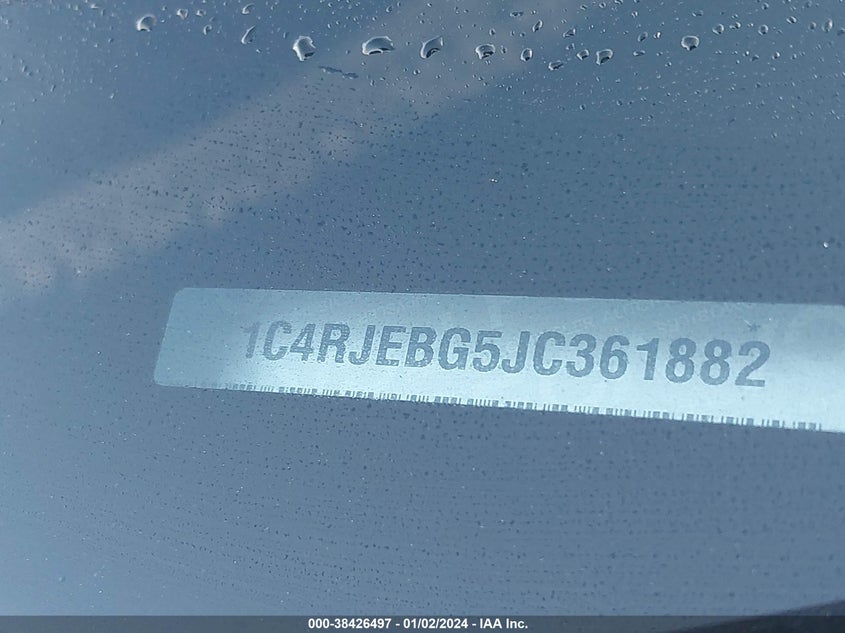 1C4RJEBG5JC361882
000-38426497 - 01/02/2024 - IAA Inc.